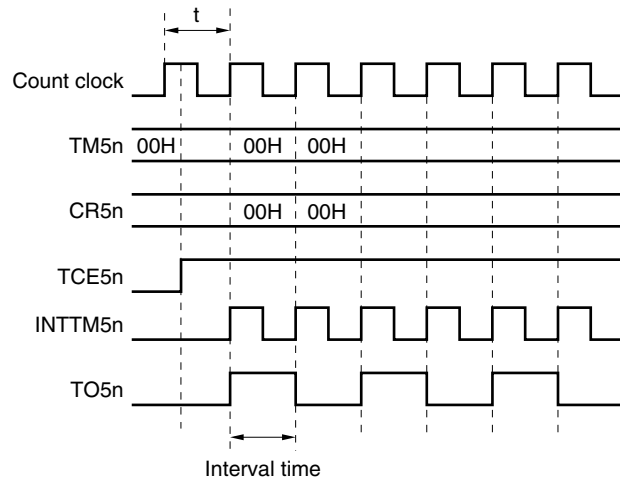 t
Count clock
TM5n 00H 00H 00H
CR5n 00H 00H
TCE5n
INTTM5n
TO5n
Interval time